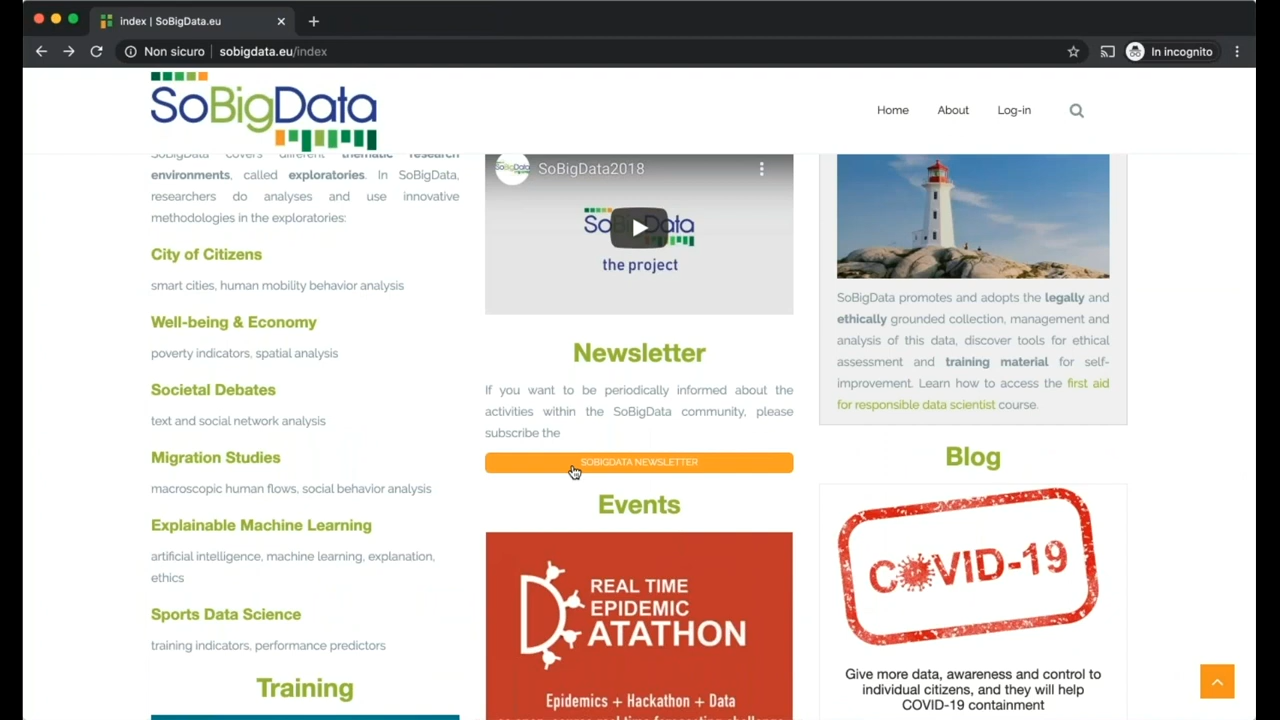 index | SoBigData.eu
Non sicuro
sobigdata.eu/index
In incognito
SoBigData
Home
About
Log-in
SoBigData covers different thematic research
environments, called exploratories. In SoBigData,
researchers do analyses and use innovative
methodologies in the exploratories:
City of Citizens
smart cities, human mobility behavior analysis
Well-being & Economy
poverty indicators, spatial analysis
Societal Debates
text and social network analysis
Migration Studies
macroscopic human flows, social behavior analysis
Explainable Machine Learning
artificial intelligence, machine learning, explanation,
ethics
Sports Data Science
training indicators, performance predictors
Training
SoBigData2018
SoBigData
the project
Newsletter
If you want to be periodically informed about the
activities within the SoBigData community, please
subscribe the
SOBIGDATA NEWSLETTER
Events
REAL TIME
EPIDEMIC
DATATHON
Epidemics + Hackathon + Data
SoBigData promotes and adopts the legally and
ethically grounded collection, management and
analysis of this data, discover tools for ethical
assessment and training material for self-
improvement. Learn how to access the first aid
for responsible data scientist course.
Blog
COVID-19
Give more data, awareness and control to
individual citizens, and they will help
COVID-19 containment